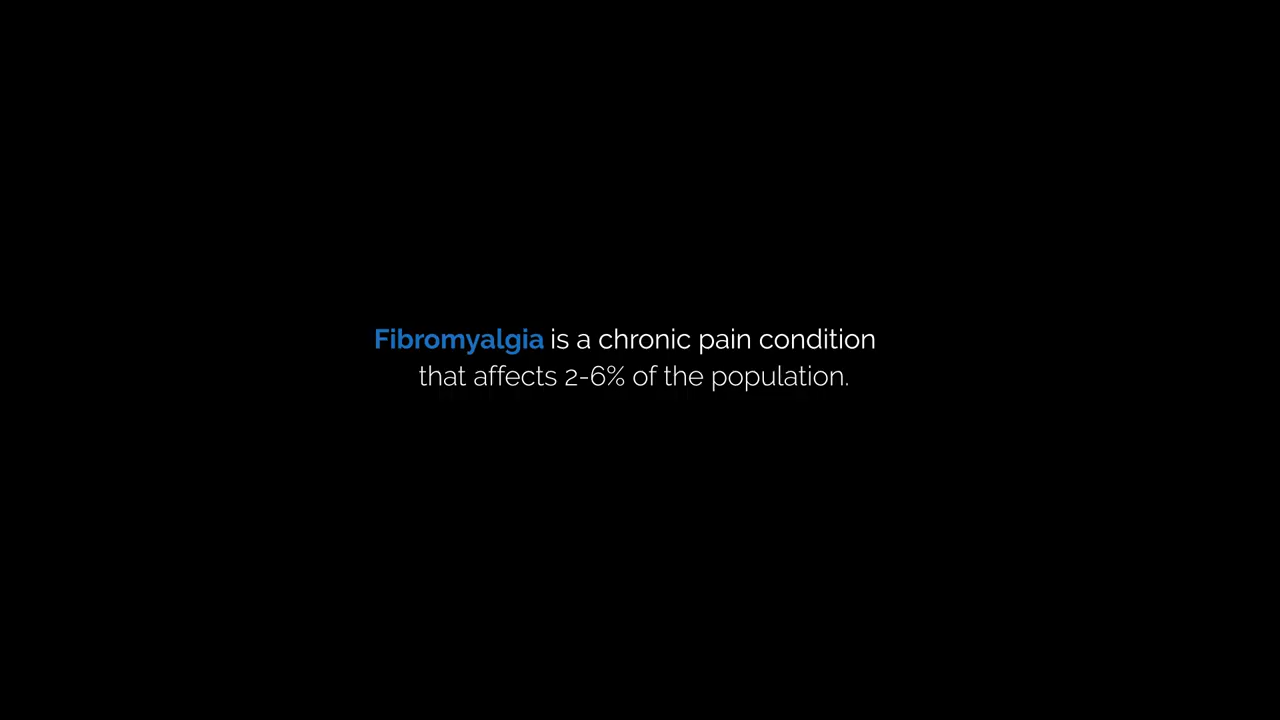 Fibromyalgia is a chronic pain condition
that affects 2-6% of the population.